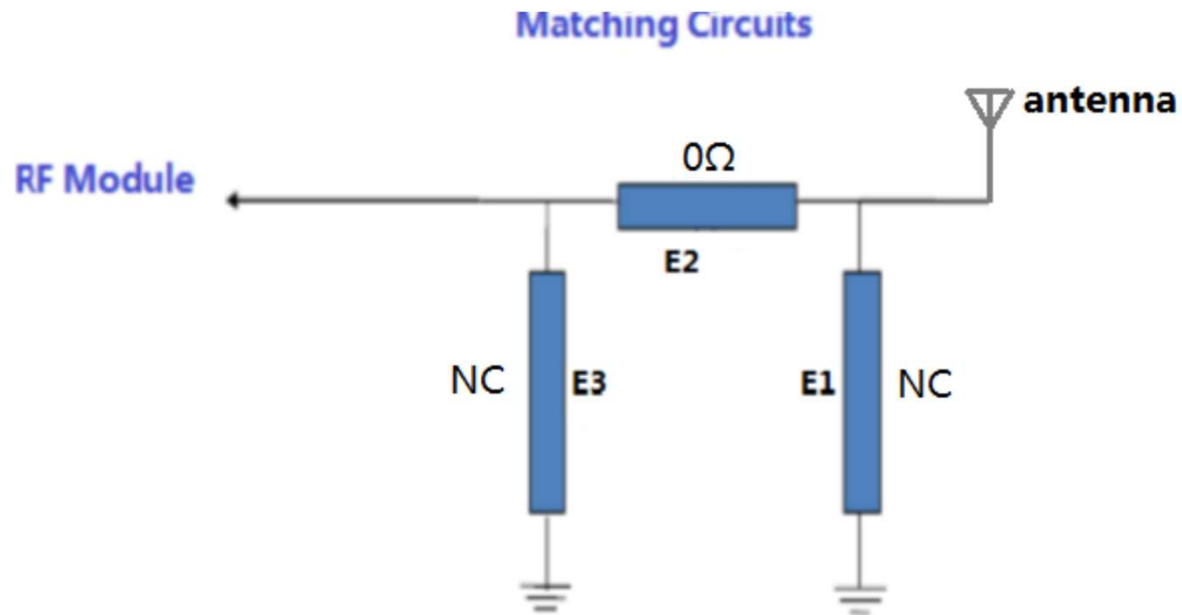 Matching Circuits
antenna
0Ω
RF Module
E2
NC E3 E1 NC